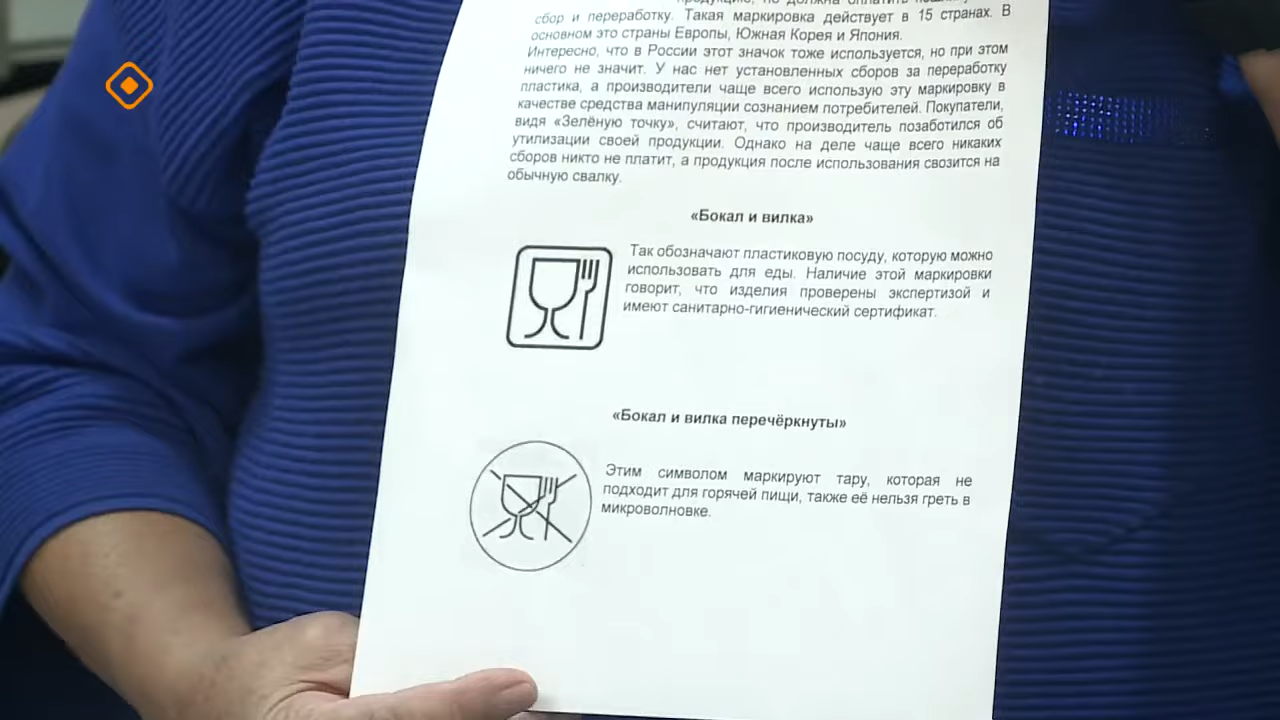 сбор и переработку. Такая маркировка действует в 15 странах. В
основном это страны Европы, Южная Корея и Япония.
Интересно, что в России этот значок тоже используется, но при этом
ничего не значит. У нас нет установленных сборов за переработку
пластика, а производители чаще всего использую эту маркировку в
качестве средства манипуляции сознанием потребителей. Покупатели,
видя «Зелёную точку», считают, что производитель позаботился об
утилизации своей продукции. Однако на деле чаще всего никаких
сборов никто не платит, а продукция после использования свозится на
обычную свалку.
«Бокал и вилка»
Так обозначают пластиковую посуду, которую можно
использовать для еды. Наличие этой маркировки
говорит, что изделия проверены экспертизой и
имеют санитарно-гигиенический сертификат.
«Бокал и вилка перечёркнуты»
Этим символом маркируют тару, которая не
подходит для горячей пищи, также её нельзя греть в
микроволновке.